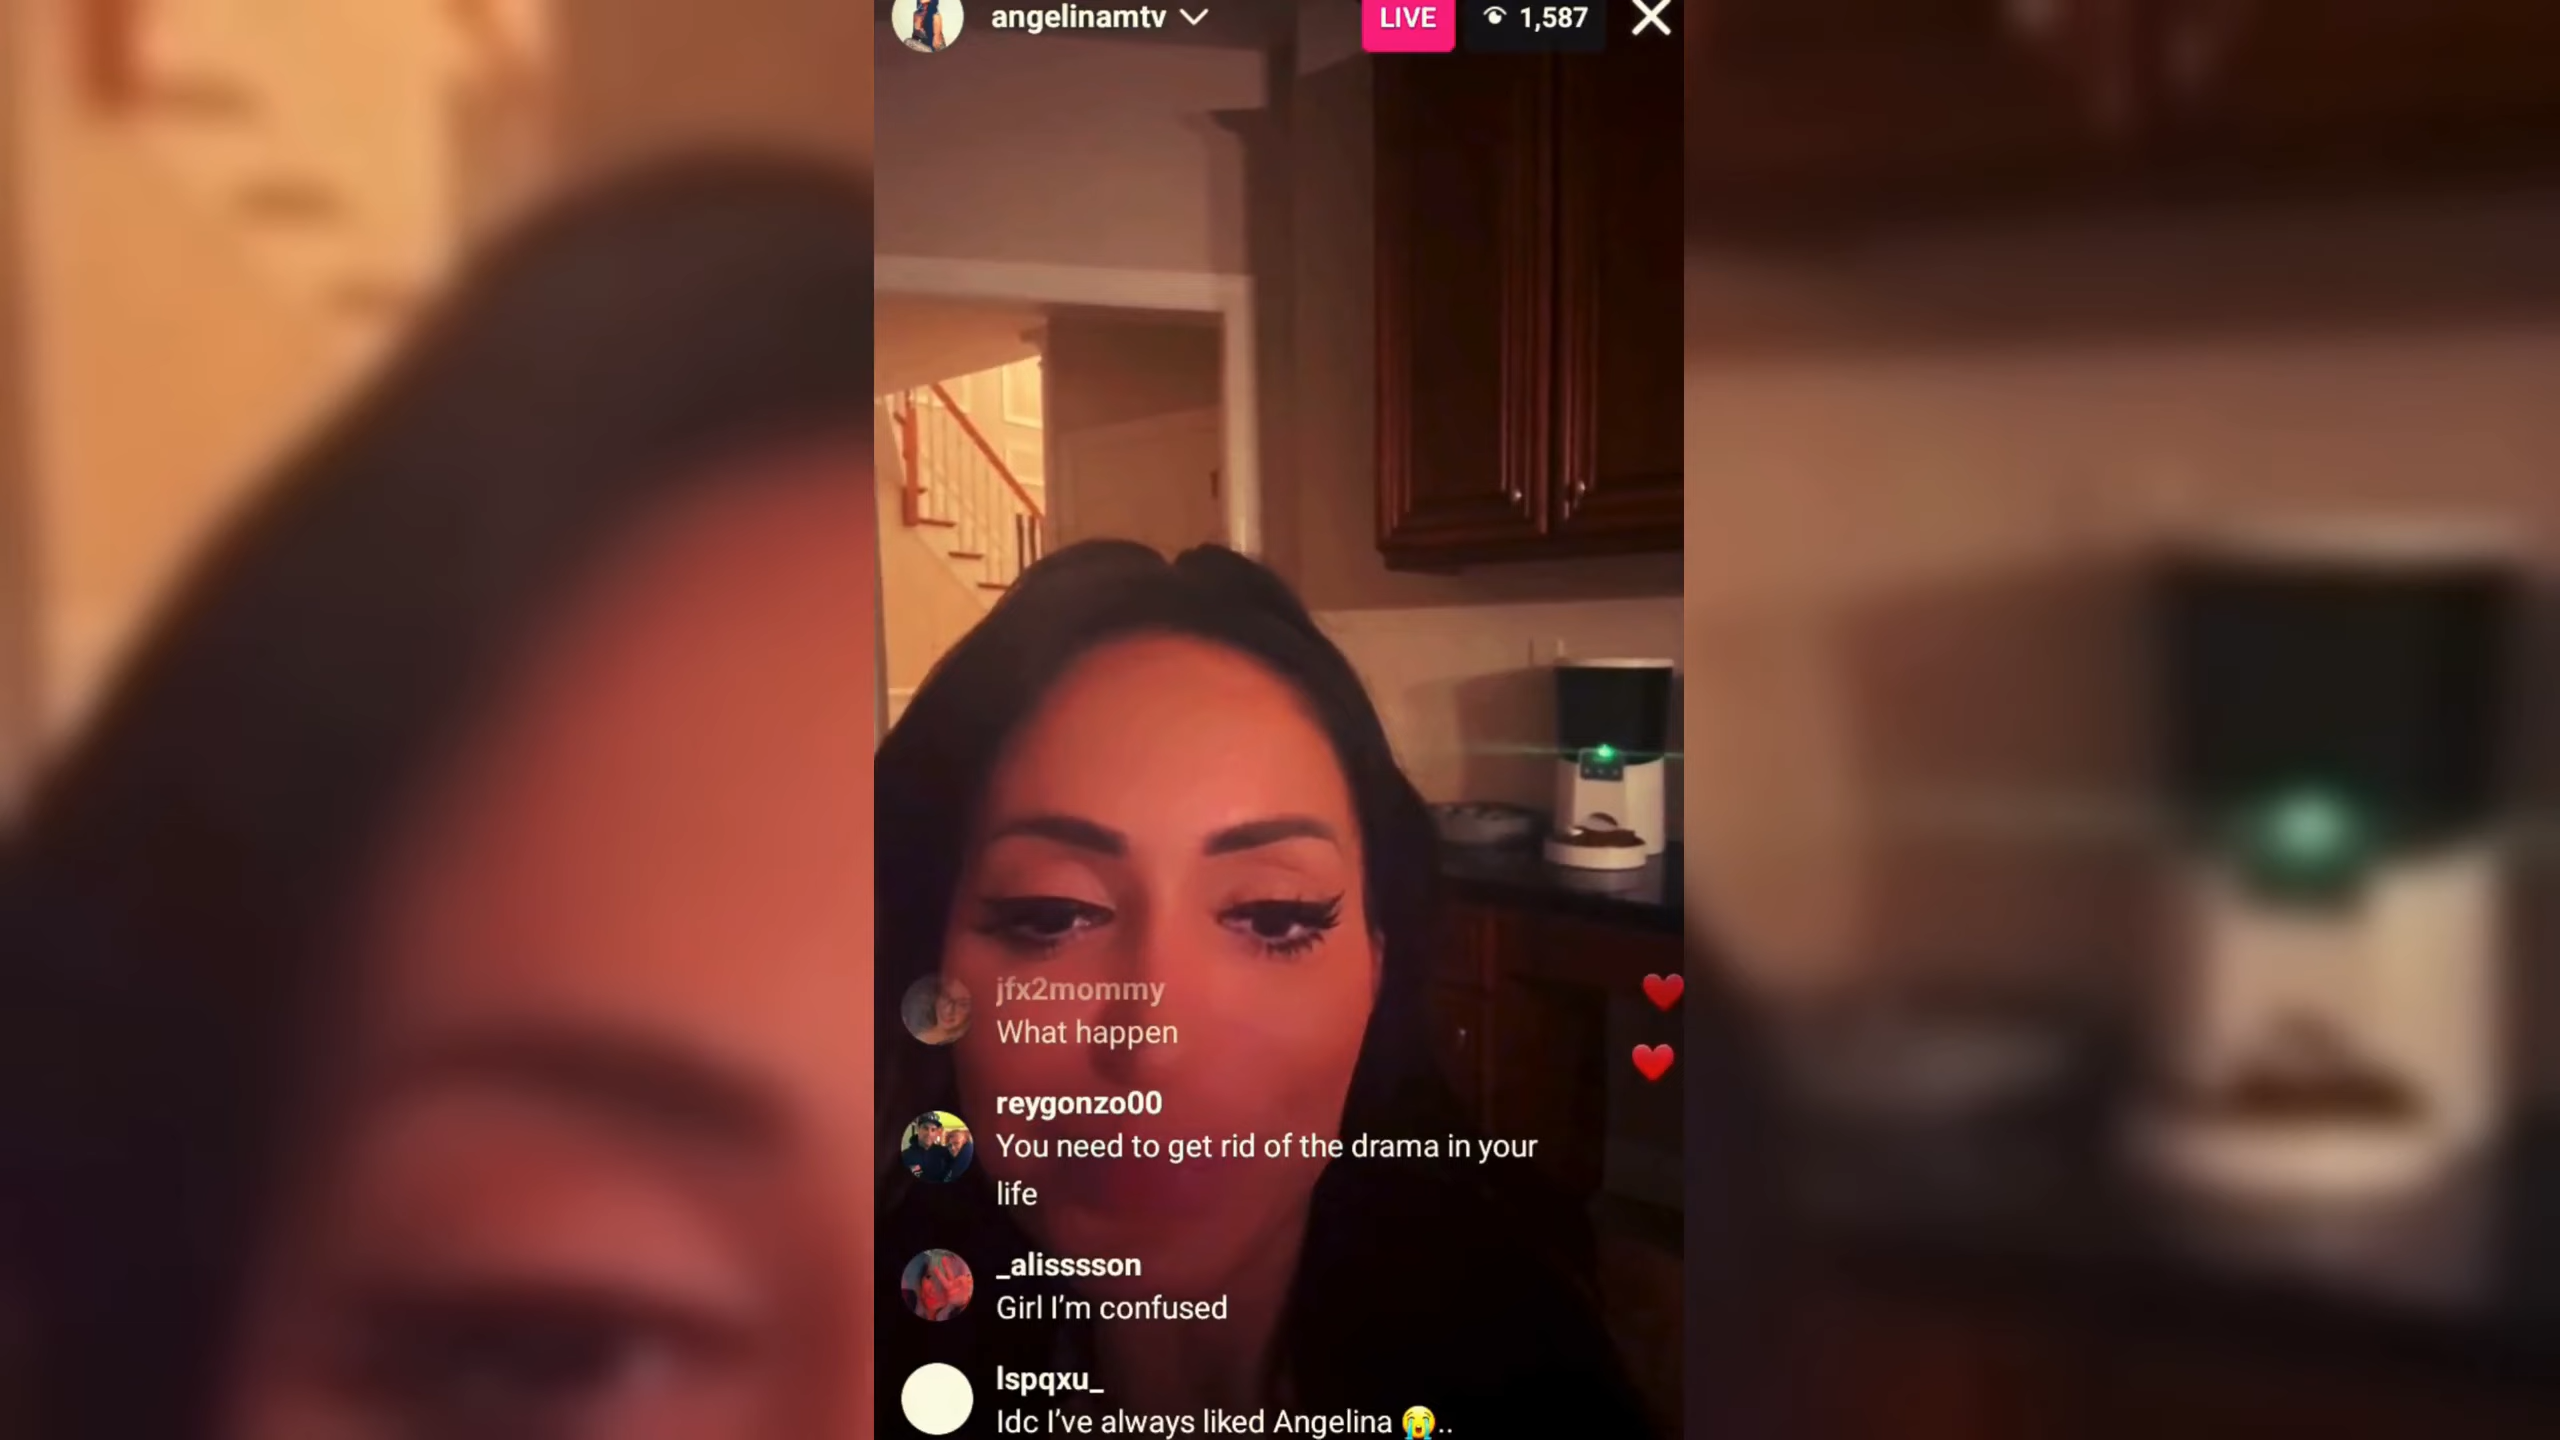 angelinamtv
LIVE
1,587
jfx2mommy
What happen
reygonzo00
You need to get rid of the drama in your
life
_alisssson
Girl I'm confused
lspqxu_
Idc I've always liked Angelina 😭..